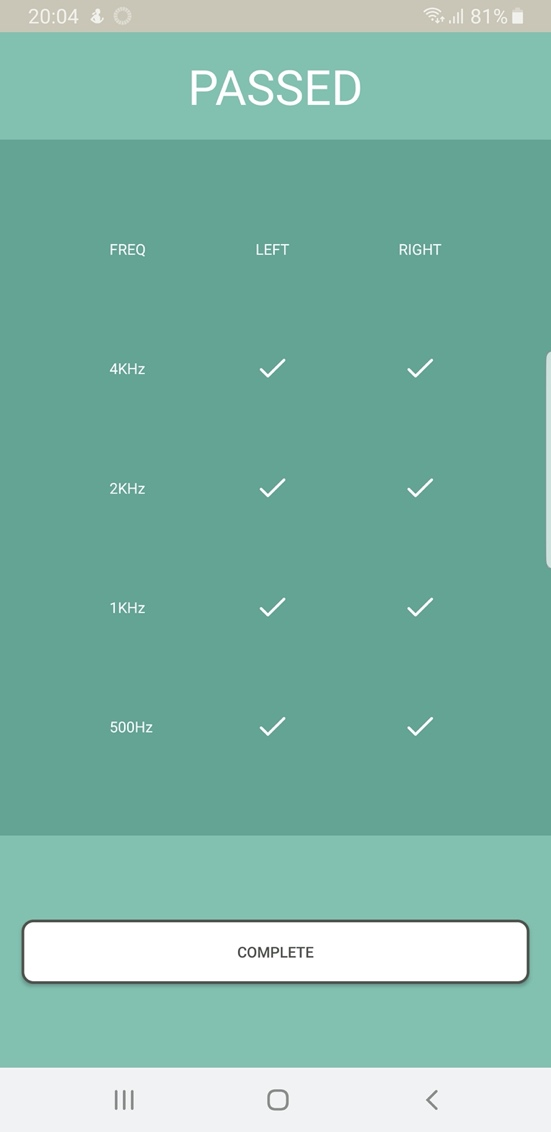 20:04 81%
PASSED
FREQ LEFT RIGHT
4KHz
2KHz
1KHz
500Hz
COMPLETE